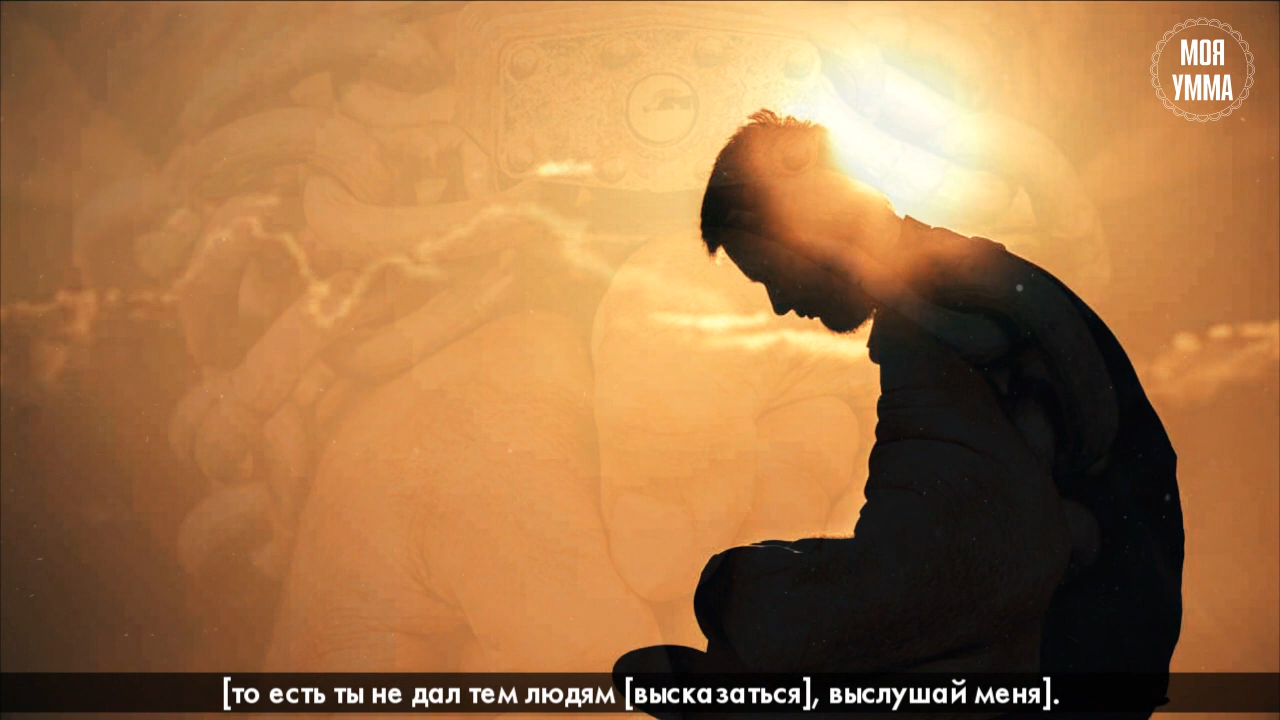 МОЯ
УММА
[то есть ты не дал тем людям [высказаться], выслушай меня].